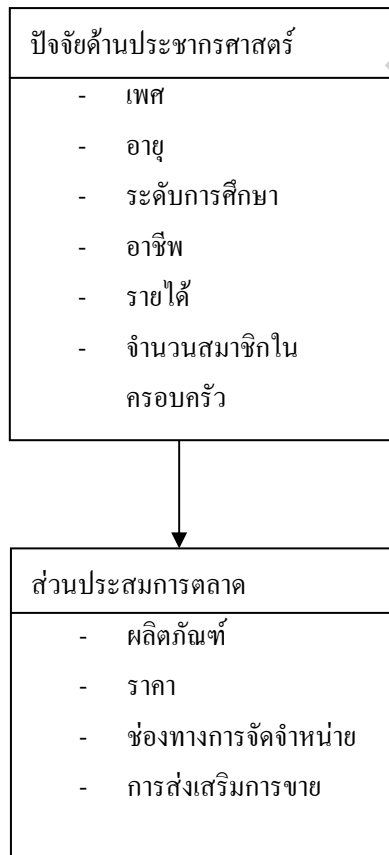 ปัจจัยด้านประชากรศาสตร์
- เพศ
- อายุ
- ระดับการศึกษา
- อาชีพ
- รายได้
- จำนวนสมาชิกใน
ครอบครัว
ส่วนประสมการตลาด
- ผลิตภัณฑ์
- ราคา
- ช่องทางการจัดจำหน่าย
- การส่งเสริมการขาย